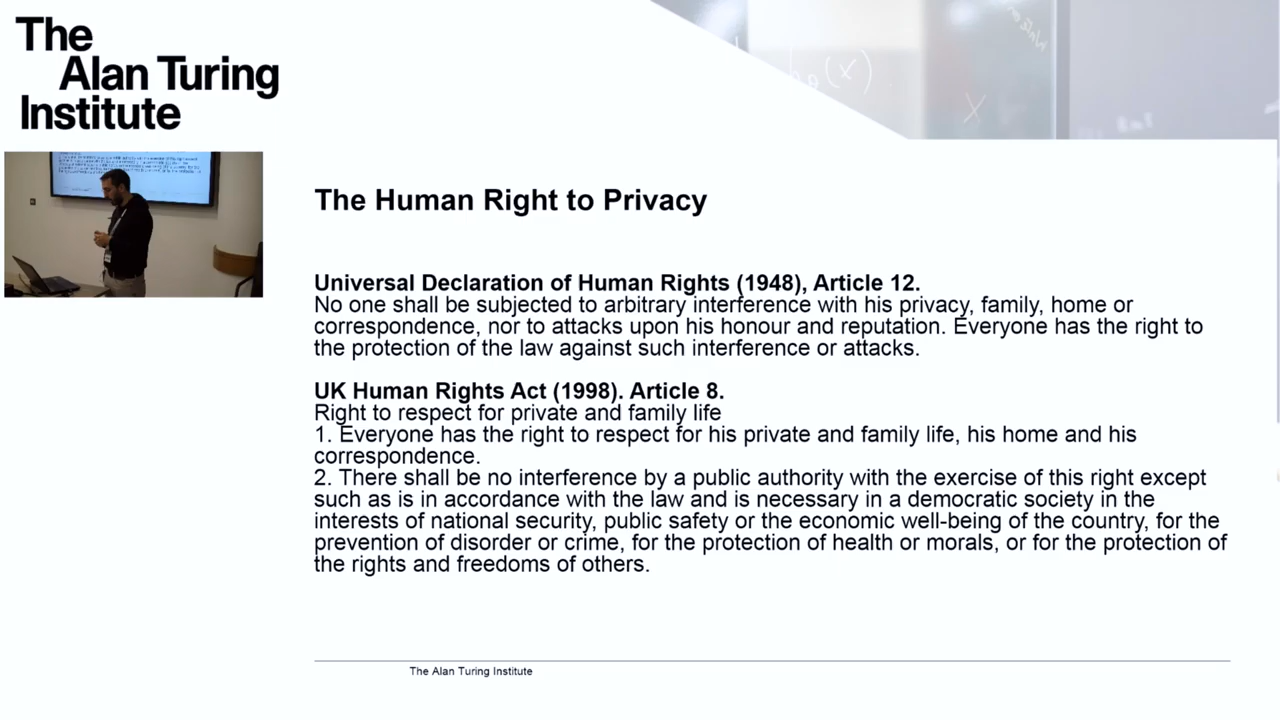 The
Alan Turing
Institute
The Human Right to Privacy
Universal Declaration of Human Rights (1948), Article 12.
No one shall be subjected to arbitrary interference with his privacy, family, home or
correspondence, nor to attacks upon his honour and reputation. Everyone has the right to
the protection of the law against such interference or attacks.
UK Human Rights Act (1998). Article 8.
Right to respect for private and family life
1. Everyone has the right to respect for his private and family life, his home and his
correspondence.
2. There shall be no interference by a public authority with the exercise of this right except
such as is in accordance with the law and is necessary in a democratic society in the
interests of national security, public safety or the economic well-being of the country, for the
prevention of disorder or crime, for the protection of health or morals, or for the protection of
the rights and freedoms of others.
The Alan Turing Institute